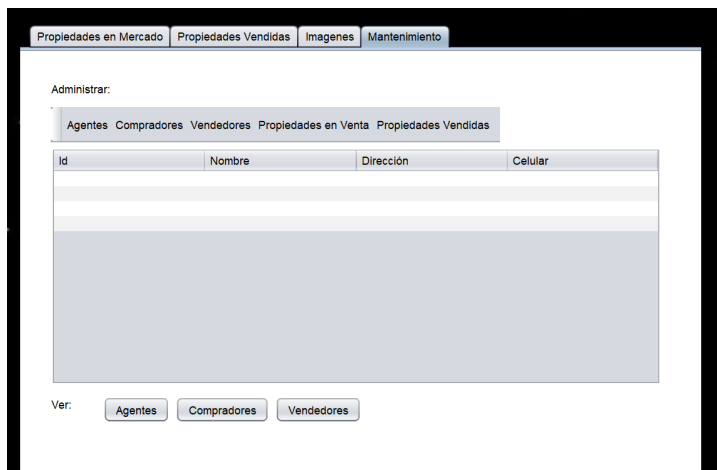 Propiedades en Mercado Propiedades Vendidas Imagenes Mantenimiento
Administrar:
Agentes Compradores Vendedores Propiedades en Venta Propiedades Vendidas
Id Nombre Dirección Celular
Ver: Agentes Compradores Vendedores